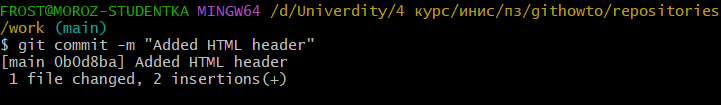 FROST@MOROZ-STUDENTKA MINGW64 /d/Univerdity/4 курс/инис/пз/githowto/repositories
/work (main)
$ git commit -m "Added HTML header"
[main 0b0d8ba] Added HTML header
 1 file changed, 2 insertions(+)